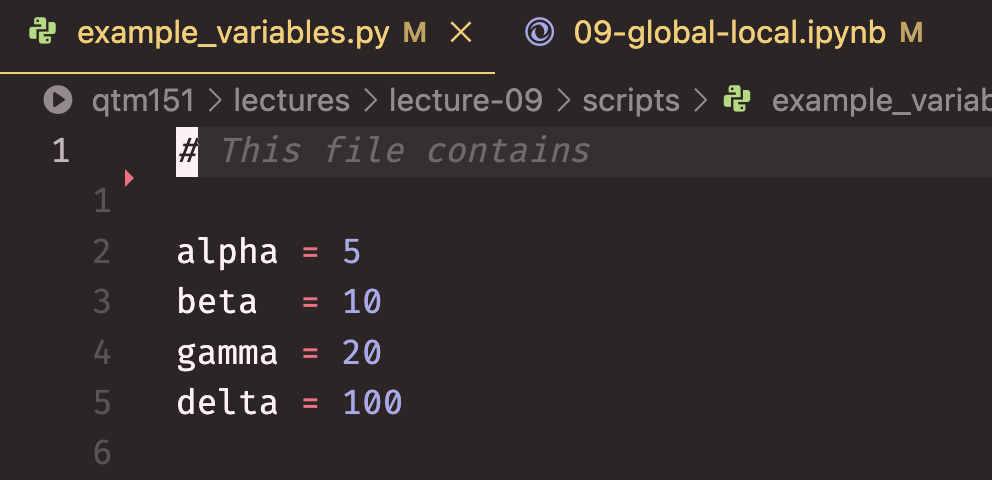 example_variables.py M 09-global-local.ipynb M
qtm151 > lectures > lecture-09 > scripts >
1 # This file contains
1
2 alpha = 5
3 beta  = 10
4 gamma = 20
5 delta = 100
6